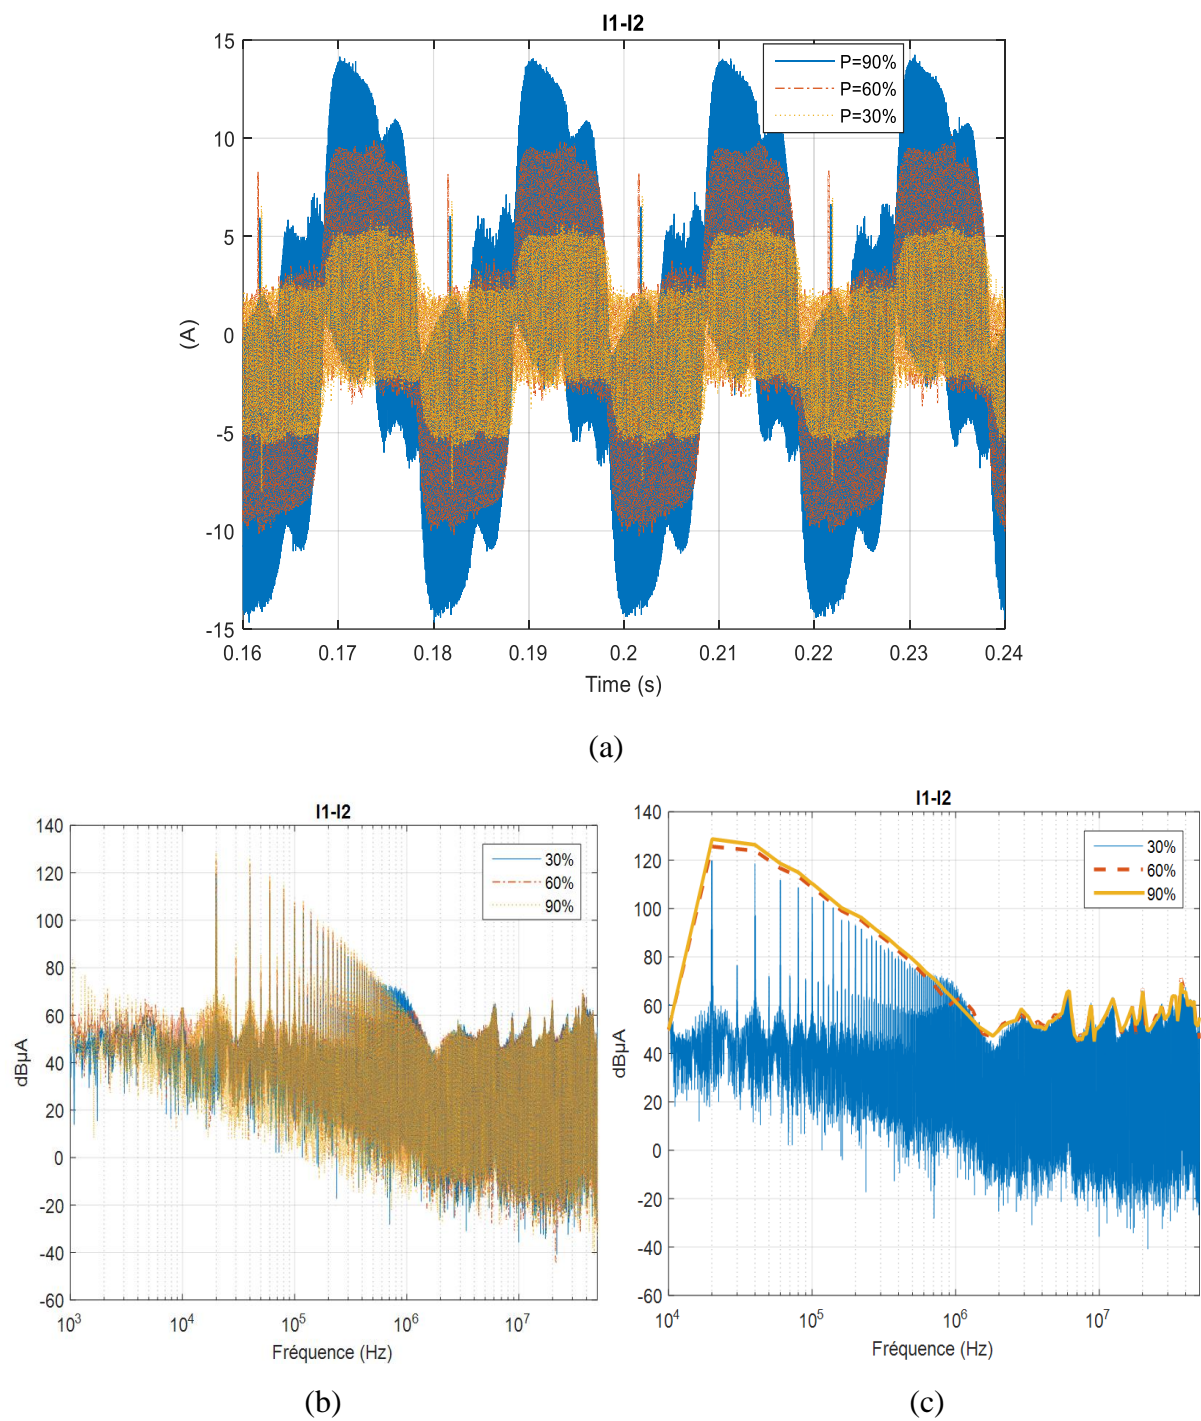 I1-I2
15
10
5
0
-5
-10
-15
(A)
P=90%
P=60%
P=30%
0.16 0.17 0.18 0.19 0.2 0.21 0.22 0.23 0.24
Time (s)
(a)
I1-I2
140
120
100
80
60
40
20
0
-20
-40
-60
dBµA
30%
60%
90%
10^3 10^4 10^5 10^6 10^7
Fréquence (Hz)
(b)
I1-I2
140
120
100
80
60
40
20
0
-20
-40
-60
dBµA
30%
60%
90%
10^4 10^5 10^6 10^7
Fréquence (Hz)
(c)